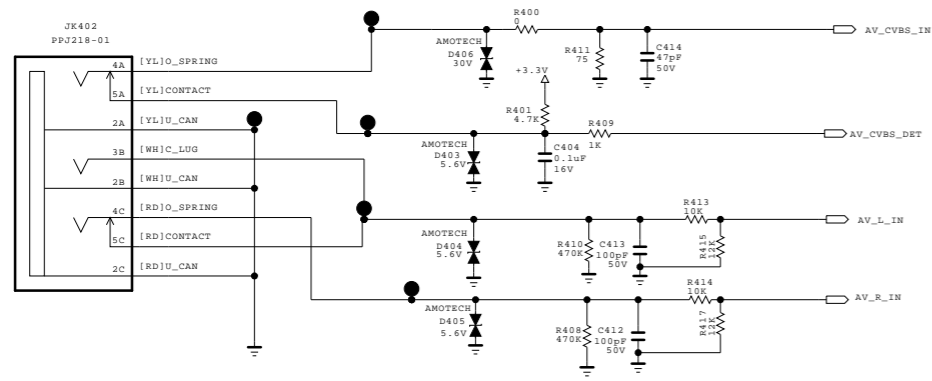 JK402
PPJ218-01
4A
[YL]O_SPRING
5A
[YL]CONTACT
2A
[YL]U_CAN
3B
[WH]C_LUG
2B
[WH]U_CAN
4C
[RD]O_SPRING
5C
[RD]CONTACT
2C
[RD]U_CAN
R400
0
AMOTECH
D406
30V
R411
75
C414
47pF
50V
AV_CVBS_IN
+3.3V
R401
4.7K
R409
1K
AMOTECH
D403
5.6V
C404
0.1uF
16V
AV_CVBS_DET
AMOTECH
D404
5.6V
R410
470K
C413
100pF
50V
R413
10K
R415
12K
AV_L_IN
AMOTECH
D405
5.6V
R408
470K
C412
100pF
50V
R414
10K
R417
12K
AV_R_IN